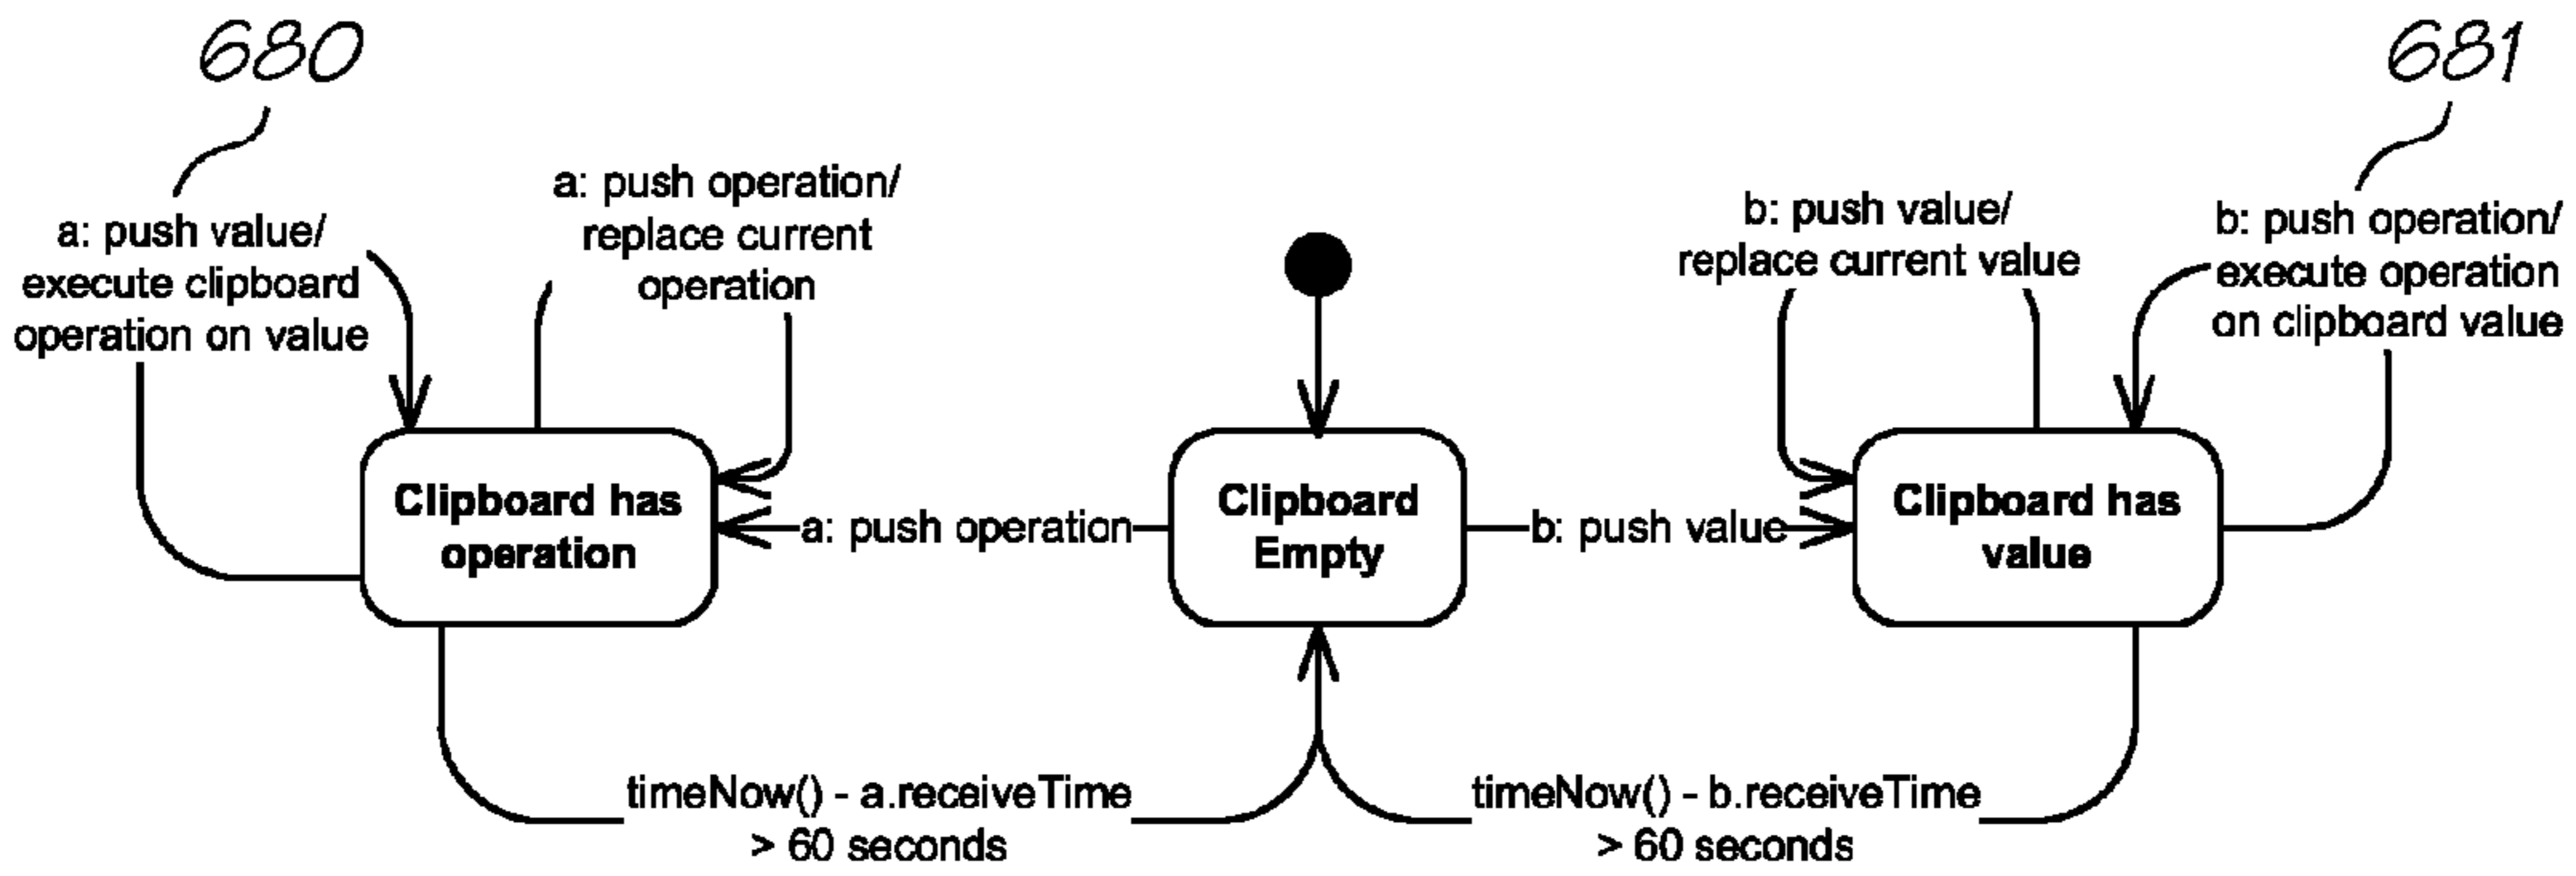 680
681
a: push value/
execute clipboard
operation on value
a: push operation/
replace current
operation
b: push value/
replace current value
b: push operation/
execute operation
on clipboard value
Clipboard has
operation
a: push operation
Clipboard
Empty
b: push value
Clipboard has
value
timeNow() - a.receiveTime
> 60 seconds
timeNow() - b.receiveTime
> 60 seconds